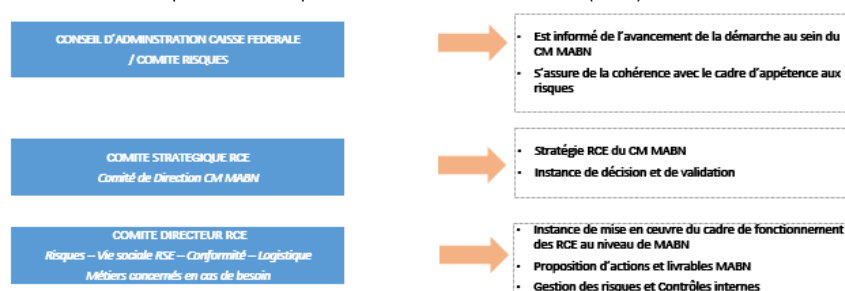 CONSEIL D'ADMINSTRATION CAISSE FEDERALE
/ COMITE RISQUES
• Est informé de l'avancement de la démarche au sein du
CM MABN
• S'assure de la cohérence avec le cadre d'appétence aux
risques
COMITE STRATEGIQUE RCE
Comité de Direction CM MABN
• Stratégie RCE du CM MABN
• Instance de décision et de validation
COMITE DIRECTEUR RCE
Risques – Vie sociale RSE – Conformité – Logistique
Métiers concernés en cas de besoin
• Instance de mise en œuvre du cadre de fonctionnement
des RCE au niveau de MABN
• Proposition d'actions et livrables MABN
• Gestion des risques et Contrôles internes